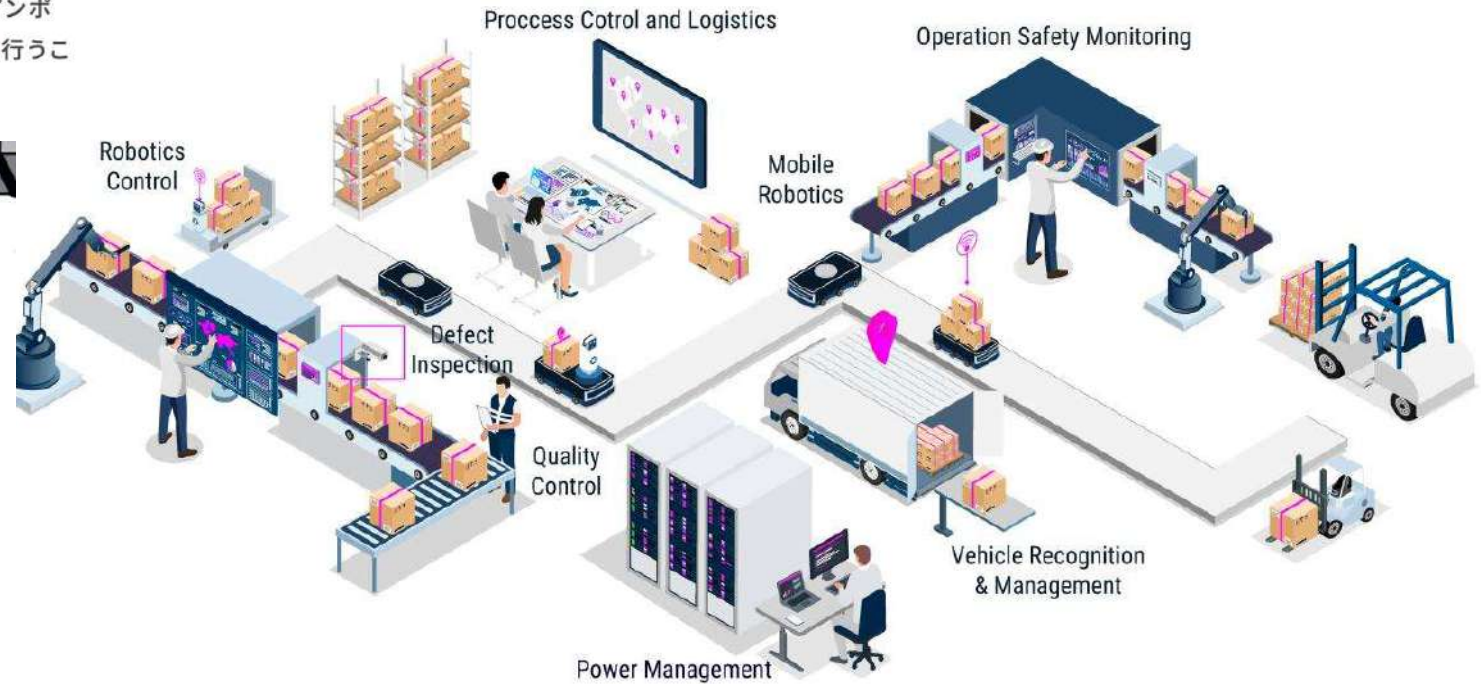 ンポ
行うこ
Proccess Cotrol and Logistics
Operation Safety Monitoring
Robotics
Control
Mobile
Robotics
Defect
Inspection
Quality
Control
Vehicle Recognition
& Management
Power Management